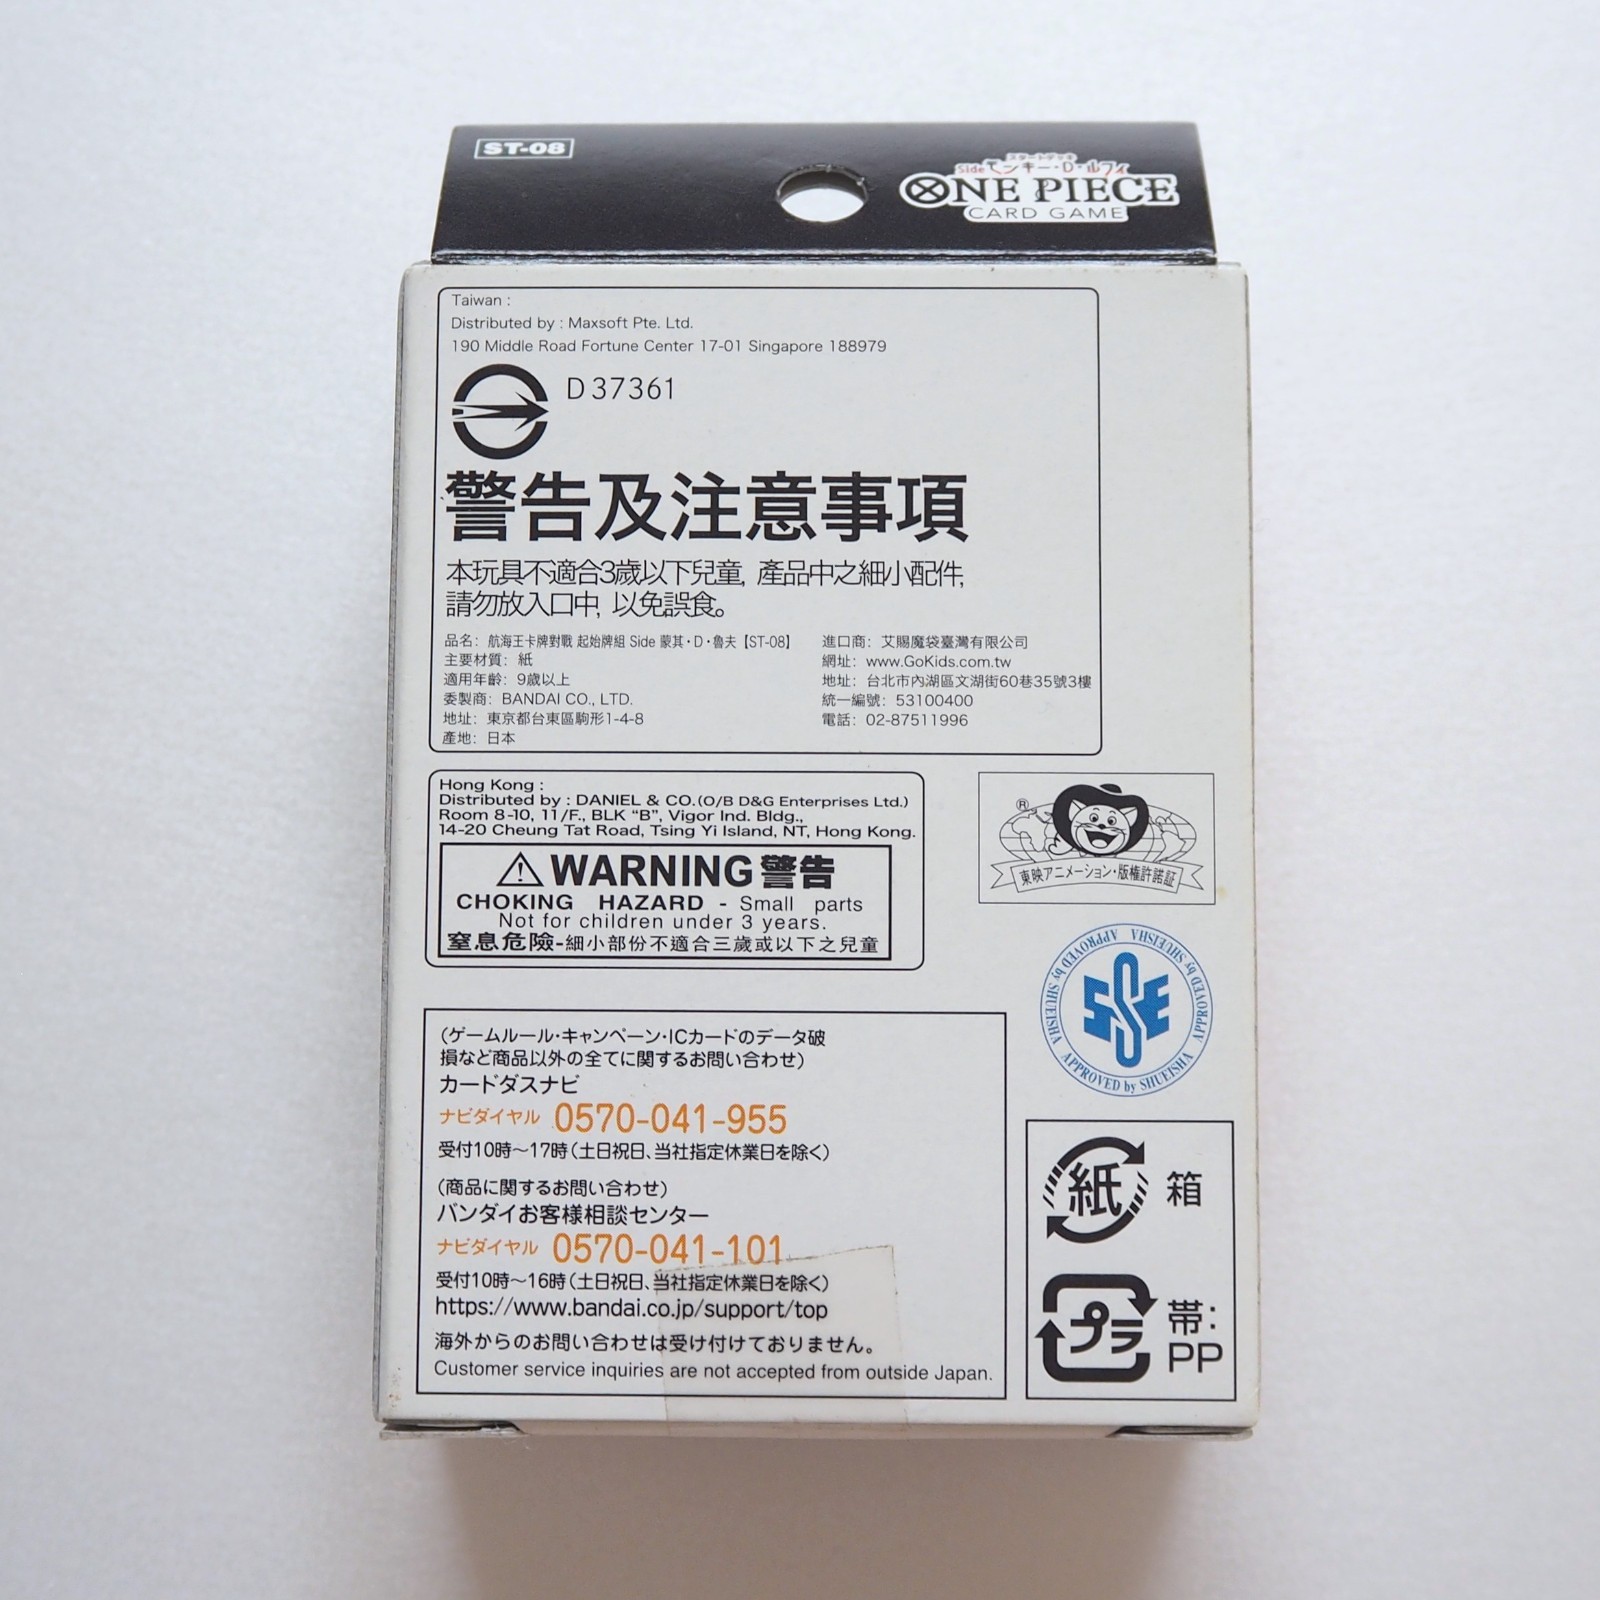 ST-08
スタートデッキ
Side モンキー・D・ルフィ
ONE PIECE
CARD GAME
Taiwan :
Distributed by : Maxsoft Pte. Ltd.
190 Middle Road Fortune Center 17-01 Singapore 188979
D37361
警告及注意事項
本玩具不適合3歲以下兒童, 產品中之細小配件,
請勿放入口中, 以免誤食。
品名: 航海王卡牌對戰 起始牌組 Side 蒙其・D・魯夫【ST-08】
主要材質: 紙
適用年齡: 9歲以上
委製商: BANDAI CO., LTD.
地址: 東京都台東區駒形1-4-8
產地: 日本
進口商: 艾賜魔袋臺灣有限公司
網址: www.GoKids.com.tw
地址: 台北市內湖區文湖街60巷35號3樓
統一編號: 53100400
電話: 02-87511996
Hong Kong :
Distributed by : DANIEL & CO.(O/B D&G Enterprises Ltd.)
Room 8-10, 11/F., BLK “B”, Vigor Ind. Bldg.,
14-20 Cheung Tat Road, Tsing Yi Island, NT, Hong Kong.
WARNING 警告
CHOKING HAZARD - Small parts
Not for children under 3 years.
窒息危險-細小部份不適合三歲或以下之兒童
®
東映アニメーション・版権許諾証
APPROVED by SHUEISHA APPROVED by SHUEISHA APPROVED by SHUEISHA APPROVED by SHUEISHA
SSE
(ゲームルール・キャンペーン・ICカードのデータ破
損など商品以外の全てに関するお問い合わせ)
カードダスナビ
ナビダイヤル 0570-041-955
受付10時～17時(土日祝日、当社指定休業日を除く)
(商品に関するお問い合わせ)
バンダイお客様相談センター
ナビダイヤル 0570-041-101
受付10時～16時(土日祝日、当社指定休業日を除く)
https://www.bandai.co.jp/support/top
海外からのお問い合わせは受け付けておりません。
Customer service inquiries are not accepted from outside Japan.
紙 箱
プラ 帯:
PP